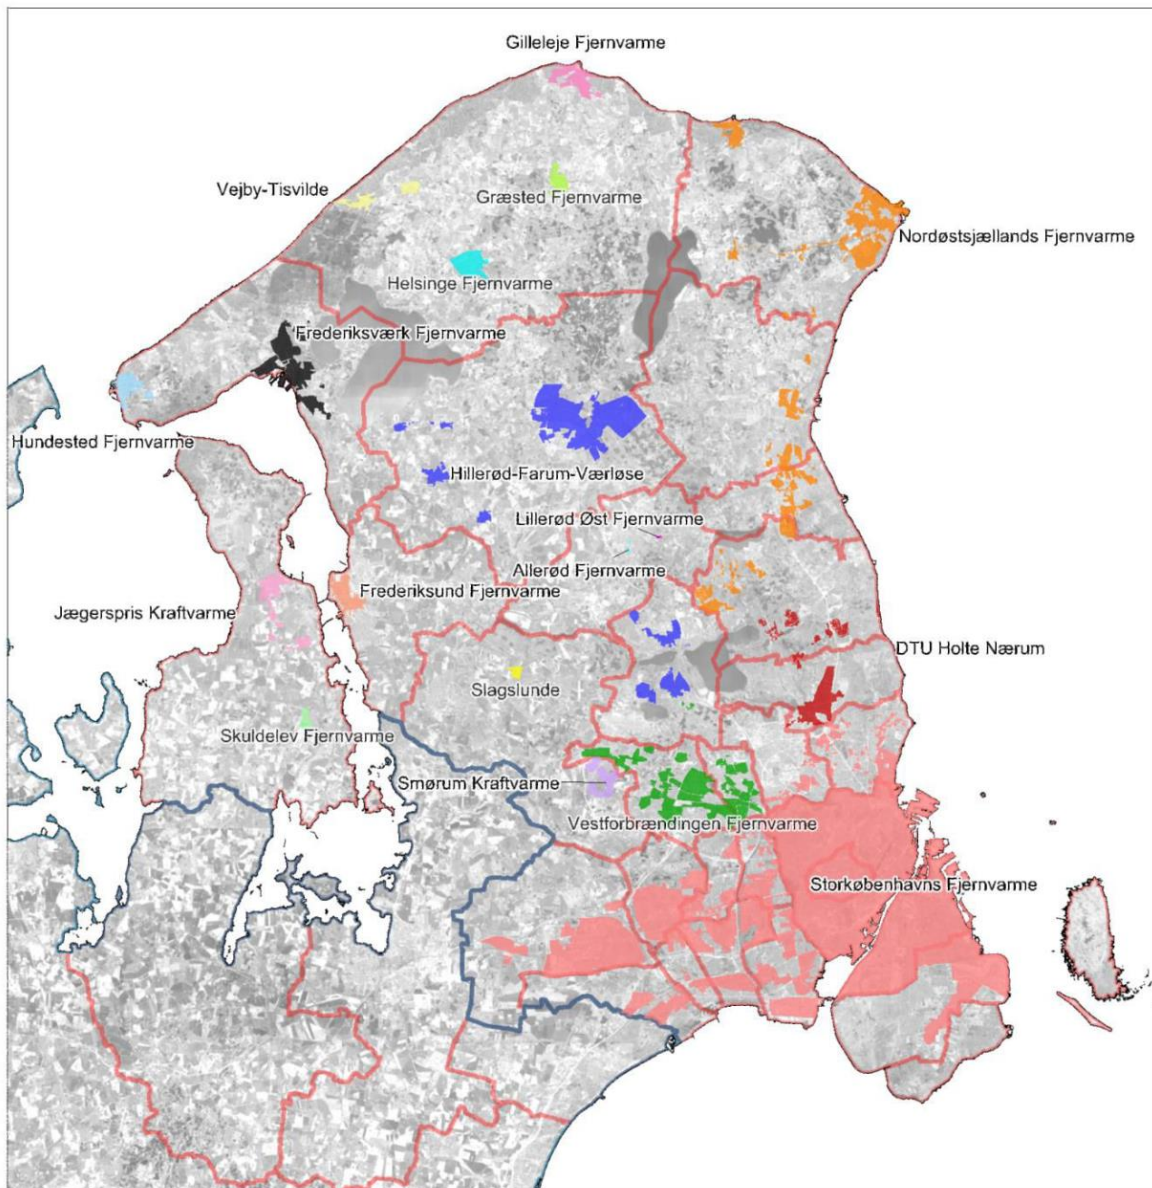 Gilleleje Fjernvarme
Vejby-Tisvilde
Græsted Fjernvarme
Nordøstsjællands Fjernvarme
Helsinge Fjernvarme
Frederiksværk Fjernvarme
Hundested Fjernvarme
Hillerød-Farum-Værløse
Lillerød Øst Fjernvarme
Allerød Fjernvarme
Frederiksund Fjernvarme
Jægerspris Kraftvarme
DTU Holte Nærum
Slagslunde
Skuldelev Fjernvarme
Smørum Kraftvarme
Vestforbrændingen Fjernvarme
Storkøbenhavns Fjernvarme